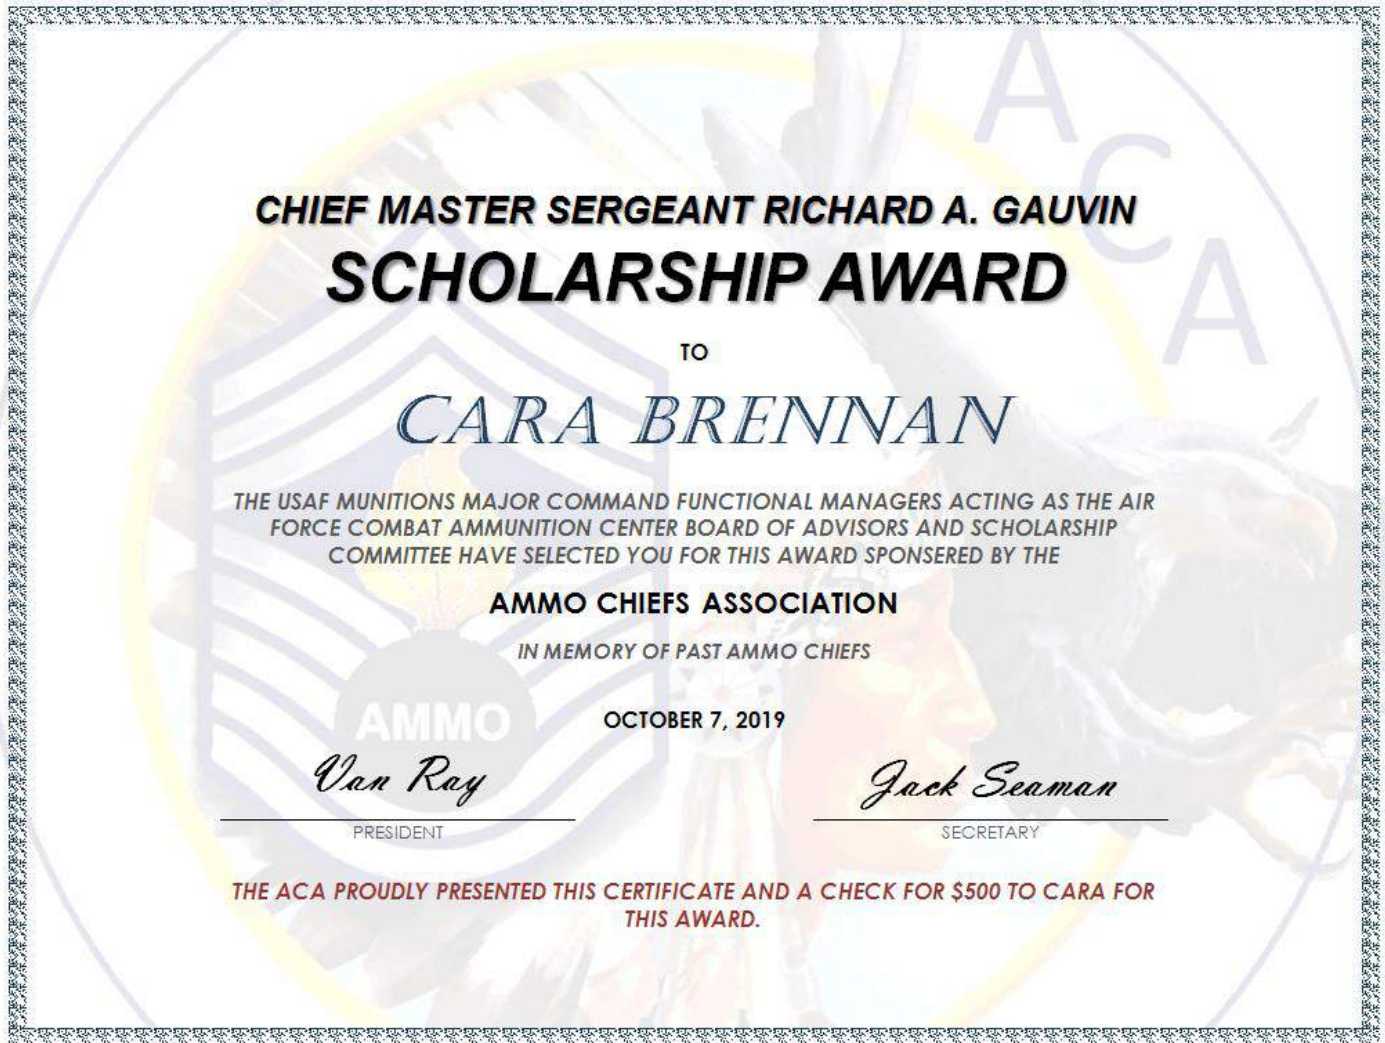 A
C
A
CHIEF MASTER SERGEANT RICHARD A. GAUVIN
SCHOLARSHIP AWARD
TO
CARA BRENNAN
THE USAF MUNITIONS MAJOR COMMAND FUNCTIONAL MANAGERS ACTING AS THE AIR
FORCE COMBAT AMMUNITION CENTER BOARD OF ADVISORS AND SCHOLARSHIP
COMMITTEE HAVE SELECTED YOU FOR THIS AWARD SPONSERED BY THE
AMMO CHIEFS ASSOCIATION
IN MEMORY OF PAST AMMO CHIEFS
AMMO
OCTOBER 7, 2019
Van Ray
PRESIDENT
Jack Seaman
SECRETARY
THE ACA PROUDLY PRESENTED THIS CERTIFICATE AND A CHECK FOR $500 TO CARA FOR
THIS AWARD.